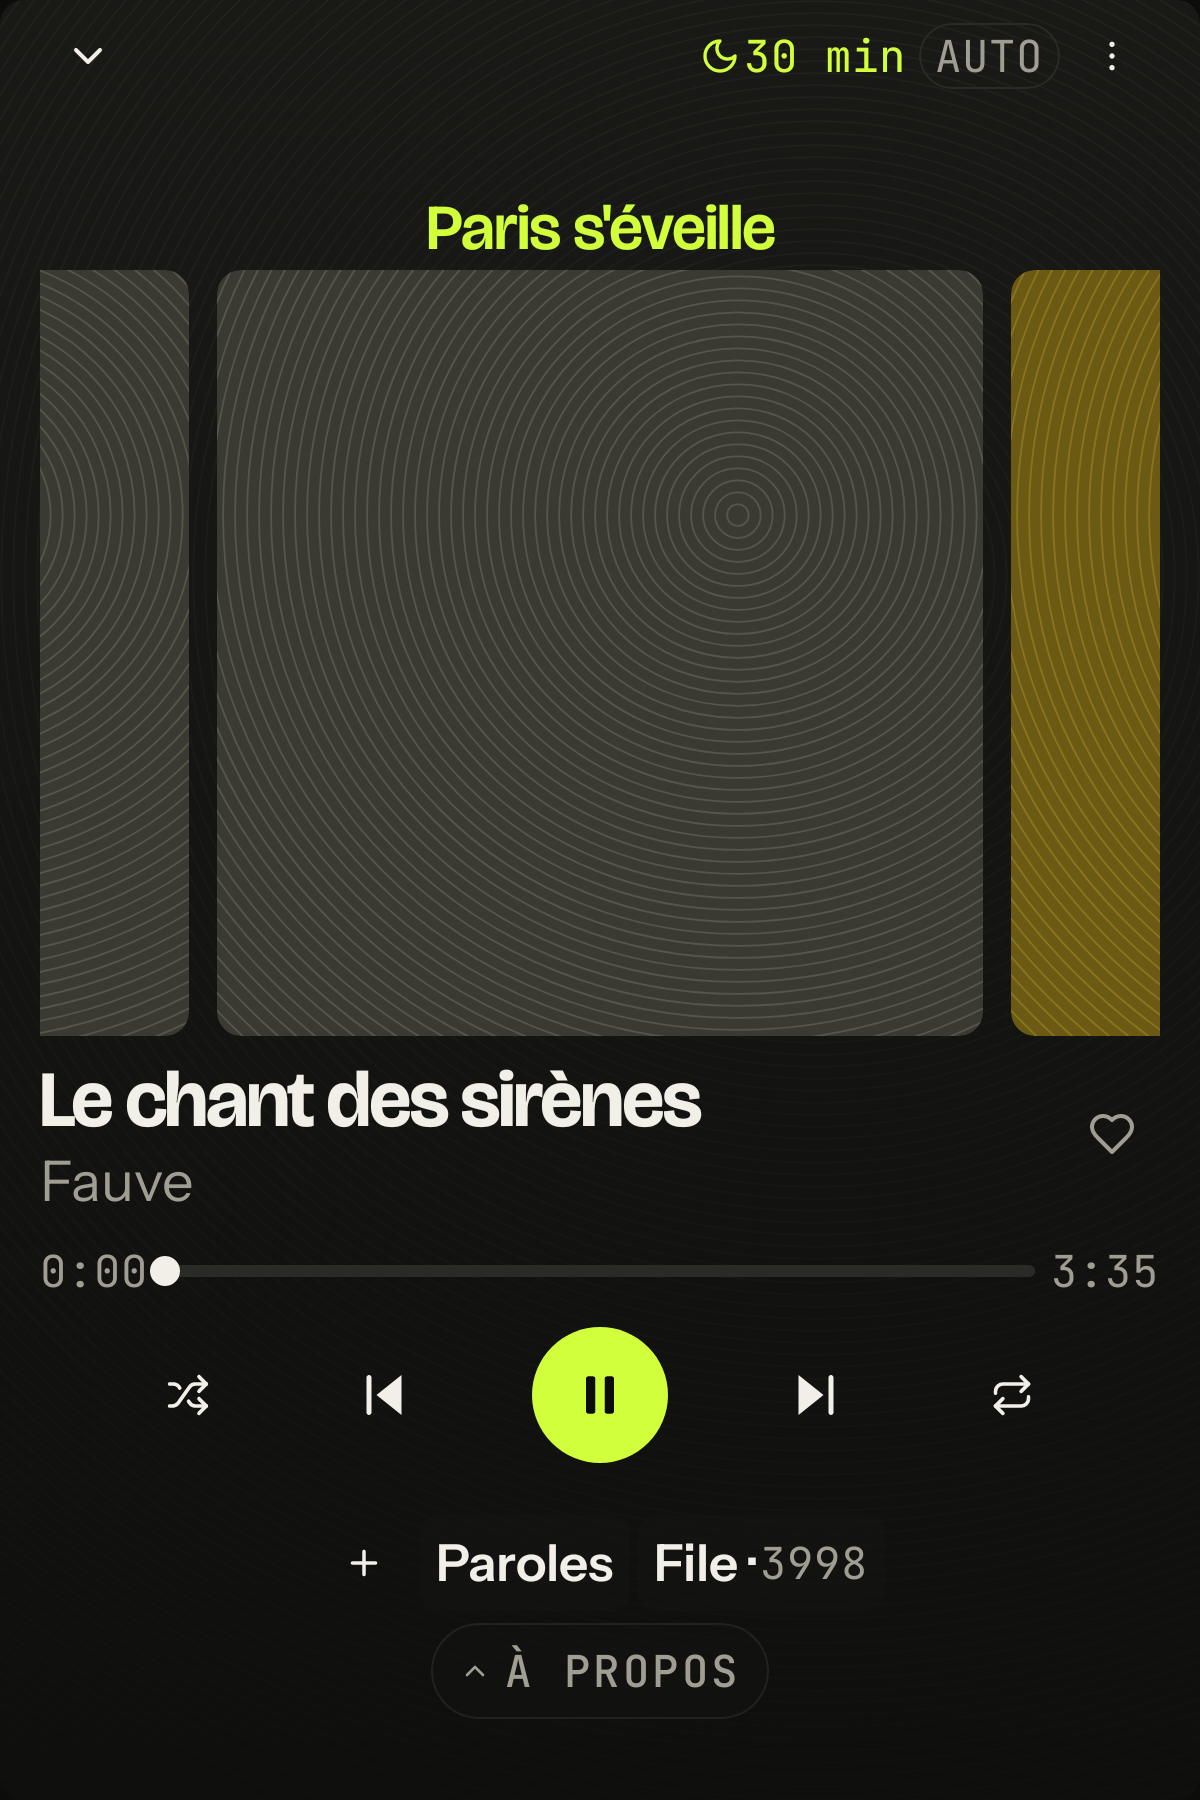 30 min AUTO
Paris s'éveille
Le chant des sirènes
Fauve
0:00 3:35
Paroles File·3998
À PROPOS